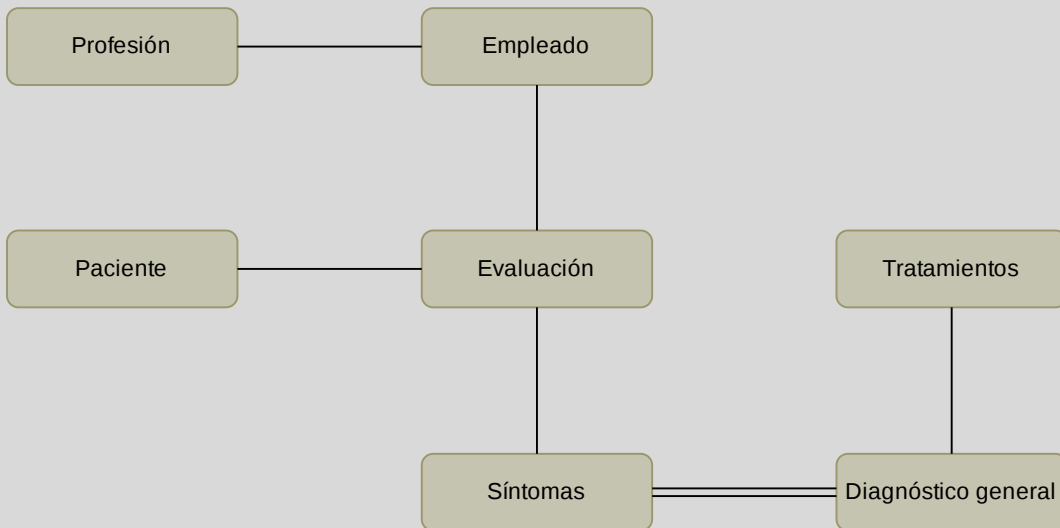 Profesión
Empleado
Paciente
Evaluación
Tratamientos
Síntomas
Diagnóstico general